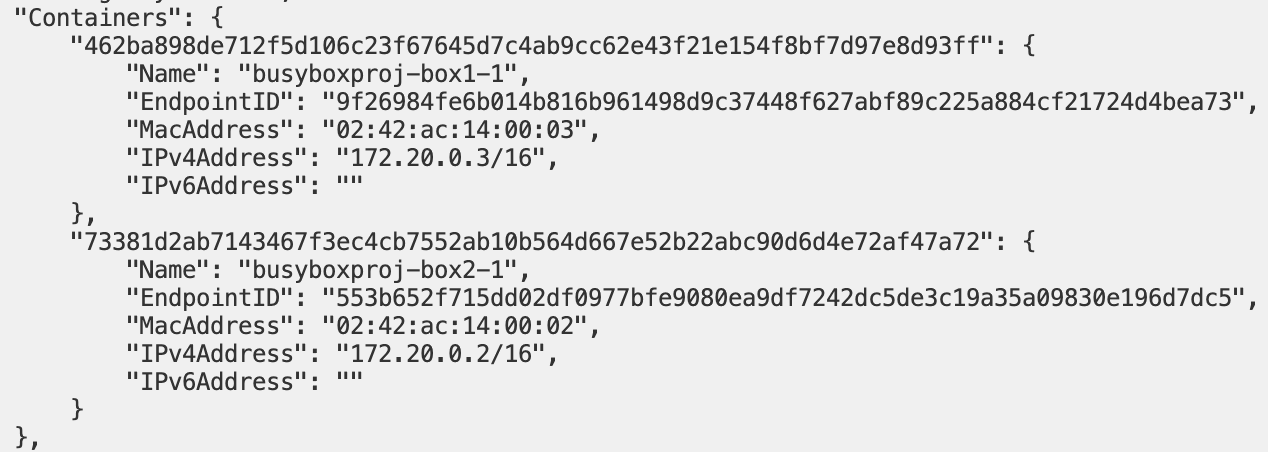 "Containers": {
    "462ba898de712f5d106c23f67645d7c4ab9cc62e43f21e154f8bf7d97e8d93ff": {
        "Name": "busyboxproj-box1-1",
        "EndpointID": "9f26984fe6b014b816b961498d9c37448f627abf89c225a884cf21724d4bea73",
        "MacAddress": "02:42:ac:14:00:03",
        "IPv4Address": "172.20.0.3/16",
        "IPv6Address": ""
    },
    "73381d2ab7143467f3ec4cb7552ab10b564d667e52b22abc90d6d4e72af47a72": {
        "Name": "busyboxproj-box2-1",
        "EndpointID": "553b652f715dd02df0977bfe9080ea9df7242dc5de3c19a35a09830e196d7dc5",
        "MacAddress": "02:42:ac:14:00:02",
        "IPv4Address": "172.20.0.2/16",
        "IPv6Address": ""
    }
},